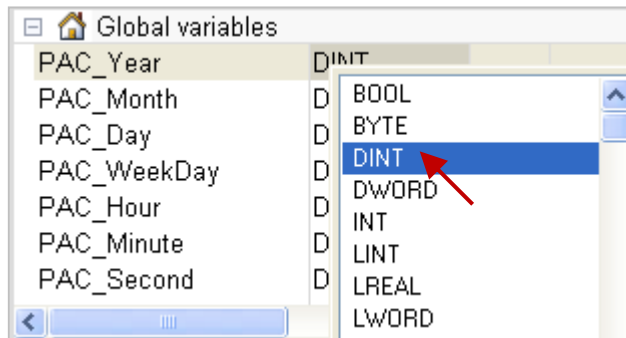 Global variables
PAC_Year DINT
PAC_Month D
PAC_Day D
PAC_WeekDay D
PAC_Hour D
PAC_Minute D
PAC_Second D
BOOL
BYTE
DINT
DWORD
INT
LINT
LREAL
LWORD